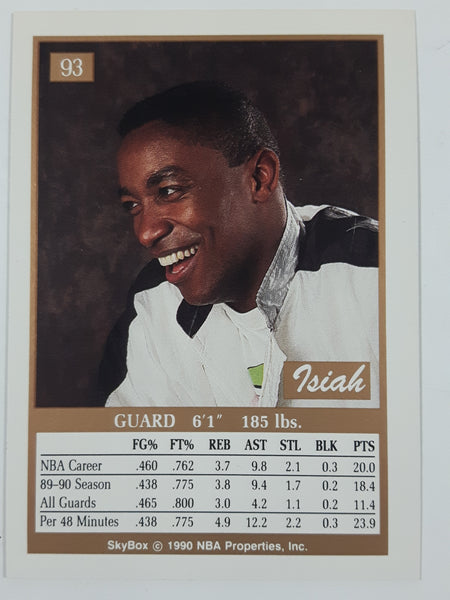 93
Isiah
GUARD 6'1" 185 lbs.
FG% FT% REB AST STL BLK PTS
NBA Career .460 .762 3.7 9.8 2.1 0.3 20.0
89–90 Season .438 .775 3.8 9.4 1.7 0.2 18.4
All Guards .465 .800 3.0 4.2 1.1 0.2 11.4
Per 48 Minutes .438 .775 4.9 12.2 2.2 0.3 23.9
SkyBox © 1990 NBA Properties, Inc.